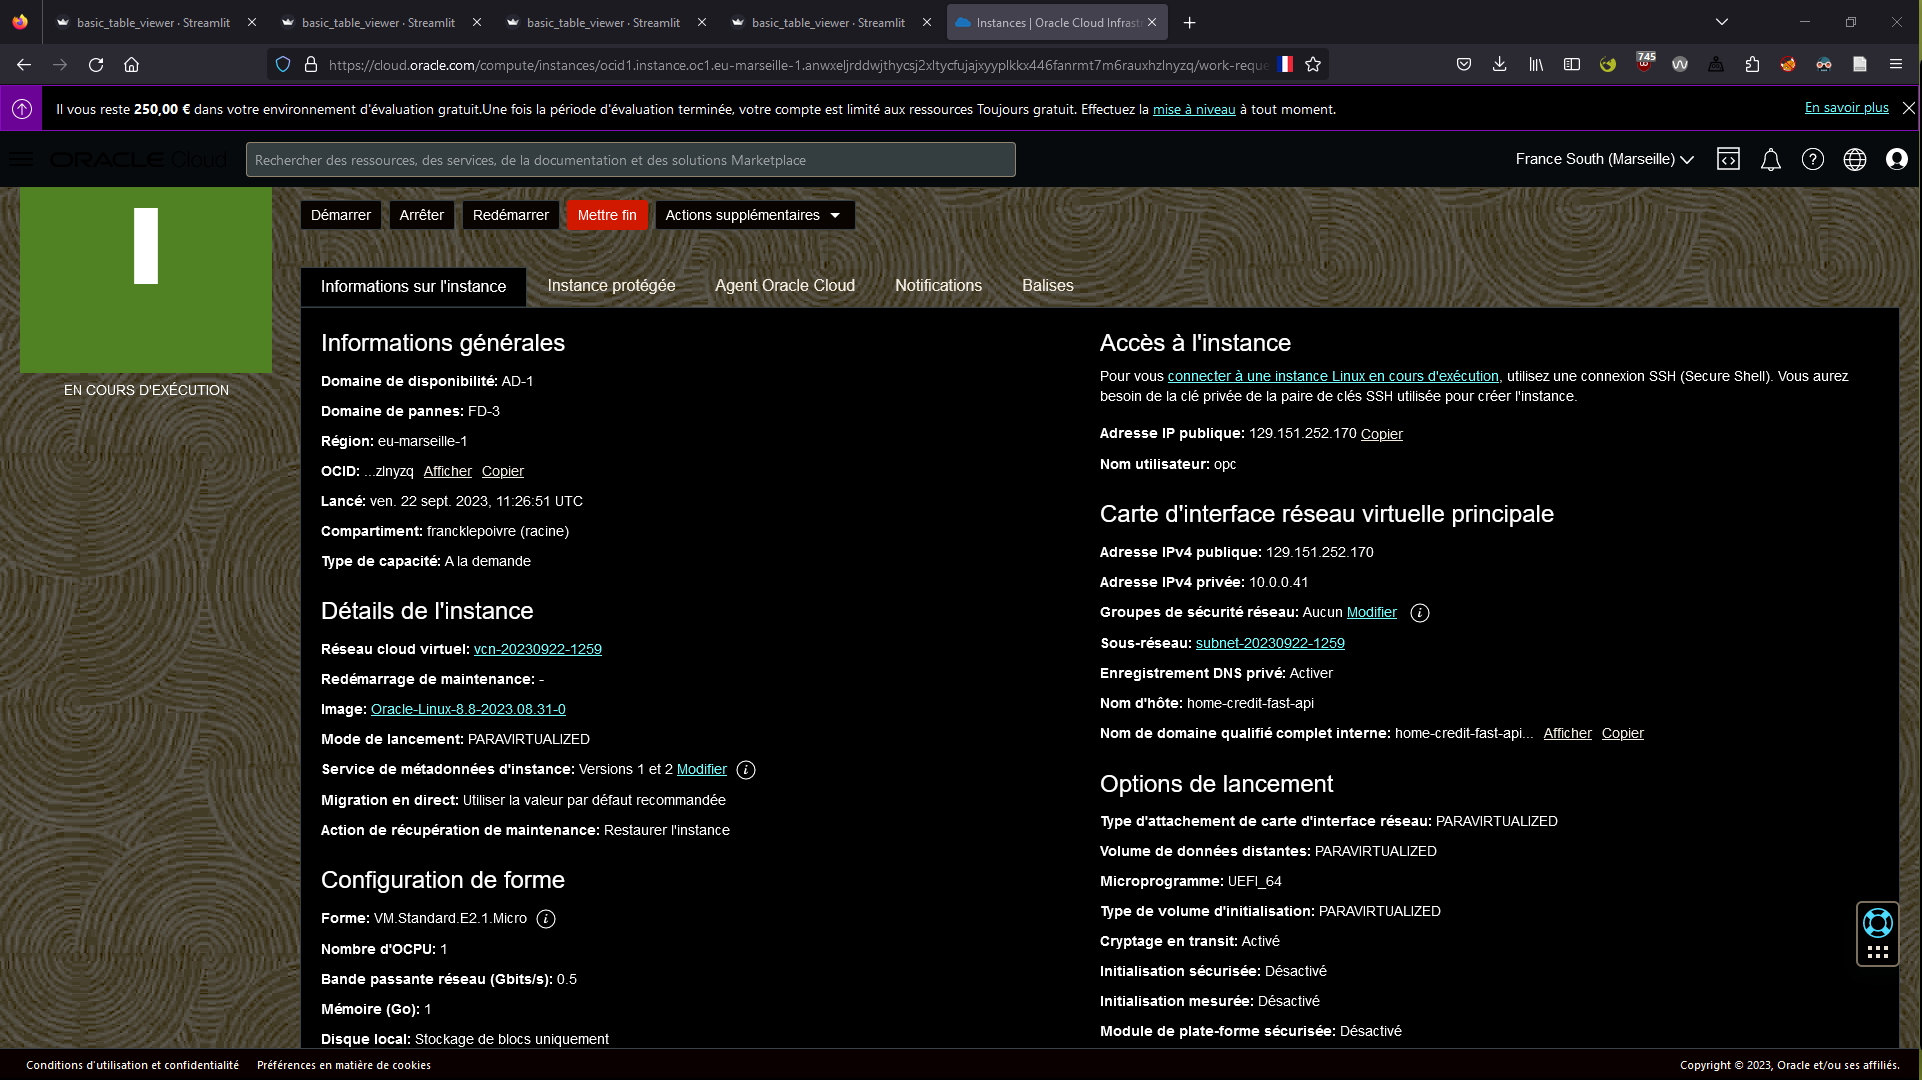 basic_table_viewer · Streamlit
basic_table_viewer · Streamlit
basic_table_viewer · Streamlit
basic_table_viewer · Streamlit
Instances | Oracle Cloud Infrastr
https://cloud.oracle.com/compute/instances/ocid1.instance.oc1.eu-marseille-1.anwxeljrddwjthycsj2xltycfujajxyyplkkx446fanrmt7m6rauxhzlnyzq/work-reque
745
Il vous reste 250,00 € dans votre environnement d'évaluation gratuit.Une fois la période d'évaluation terminée, votre compte est limité aux ressources Toujours gratuit. Effectuez la mise à niveau à tout moment.
En savoir plus
ORACLE Cloud
Rechercher des ressources, des services, de la documentation et des solutions Marketplace
France South (Marseille)
I
EN COURS D'EXÉCUTION
Démarrer
Arrêter
Redémarrer
Mettre fin
Actions supplémentaires
Informations sur l'instance
Instance protégée
Agent Oracle Cloud
Notifications
Balises
Informations générales
Domaine de disponibilité: AD-1
Domaine de pannes: FD-3
Région: eu-marseille-1
OCID: ...zlnyzq Afficher Copier
Lancé: ven. 22 sept. 2023, 11:26:51 UTC
Compartiment: francklepoivre (racine)
Type de capacité: A la demande
Détails de l'instance
Réseau cloud virtuel: vcn-20230922-1259
Redémarrage de maintenance: -
Image: Oracle-Linux-8.8-2023.08.31-0
Mode de lancement: PARAVIRTUALIZED
Service de métadonnées d'instance: Versions 1 et 2 Modifier
Migration en direct: Utiliser la valeur par défaut recommandée
Action de récupération de maintenance: Restaurer l'instance
Configuration de forme
Forme: VM.Standard.E2.1.Micro
Nombre d'OCPU: 1
Bande passante réseau (Gbits/s): 0.5
Mémoire (Go): 1
Disque local: Stockage de blocs uniquement
Accès à l'instance
Pour vous connecter à une instance Linux en cours d'exécution, utilisez une connexion SSH (Secure Shell). Vous aurez
besoin de la clé privée de la paire de clés SSH utilisée pour créer l'instance.
Adresse IP publique: 129.151.252.170 Copier
Nom utilisateur: opc
Carte d'interface réseau virtuelle principale
Adresse IPv4 publique: 129.151.252.170
Adresse IPv4 privée: 10.0.0.41
Groupes de sécurité réseau: Aucun Modifier
Sous-réseau: subnet-20230922-1259
Enregistrement DNS privé: Activer
Nom d'hôte: home-credit-fast-api
Nom de domaine qualifié complet interne: home-credit-fast-api... Afficher Copier
Options de lancement
Type d'attachement de carte d'interface réseau: PARAVIRTUALIZED
Volume de données distantes: PARAVIRTUALIZED
Microprogramme: UEFI_64
Type de volume d'initialisation: PARAVIRTUALIZED
Cryptage en transit: Activé
Initialisation sécurisée: Désactivé
Initialisation mesurée: Désactivé
Module de plate-forme sécurisée: Désactivé
Conditions d'utilisation et confidentialité
Préférences en matière de cookies
Copyright © 2023, Oracle et/ou ses affiliés.